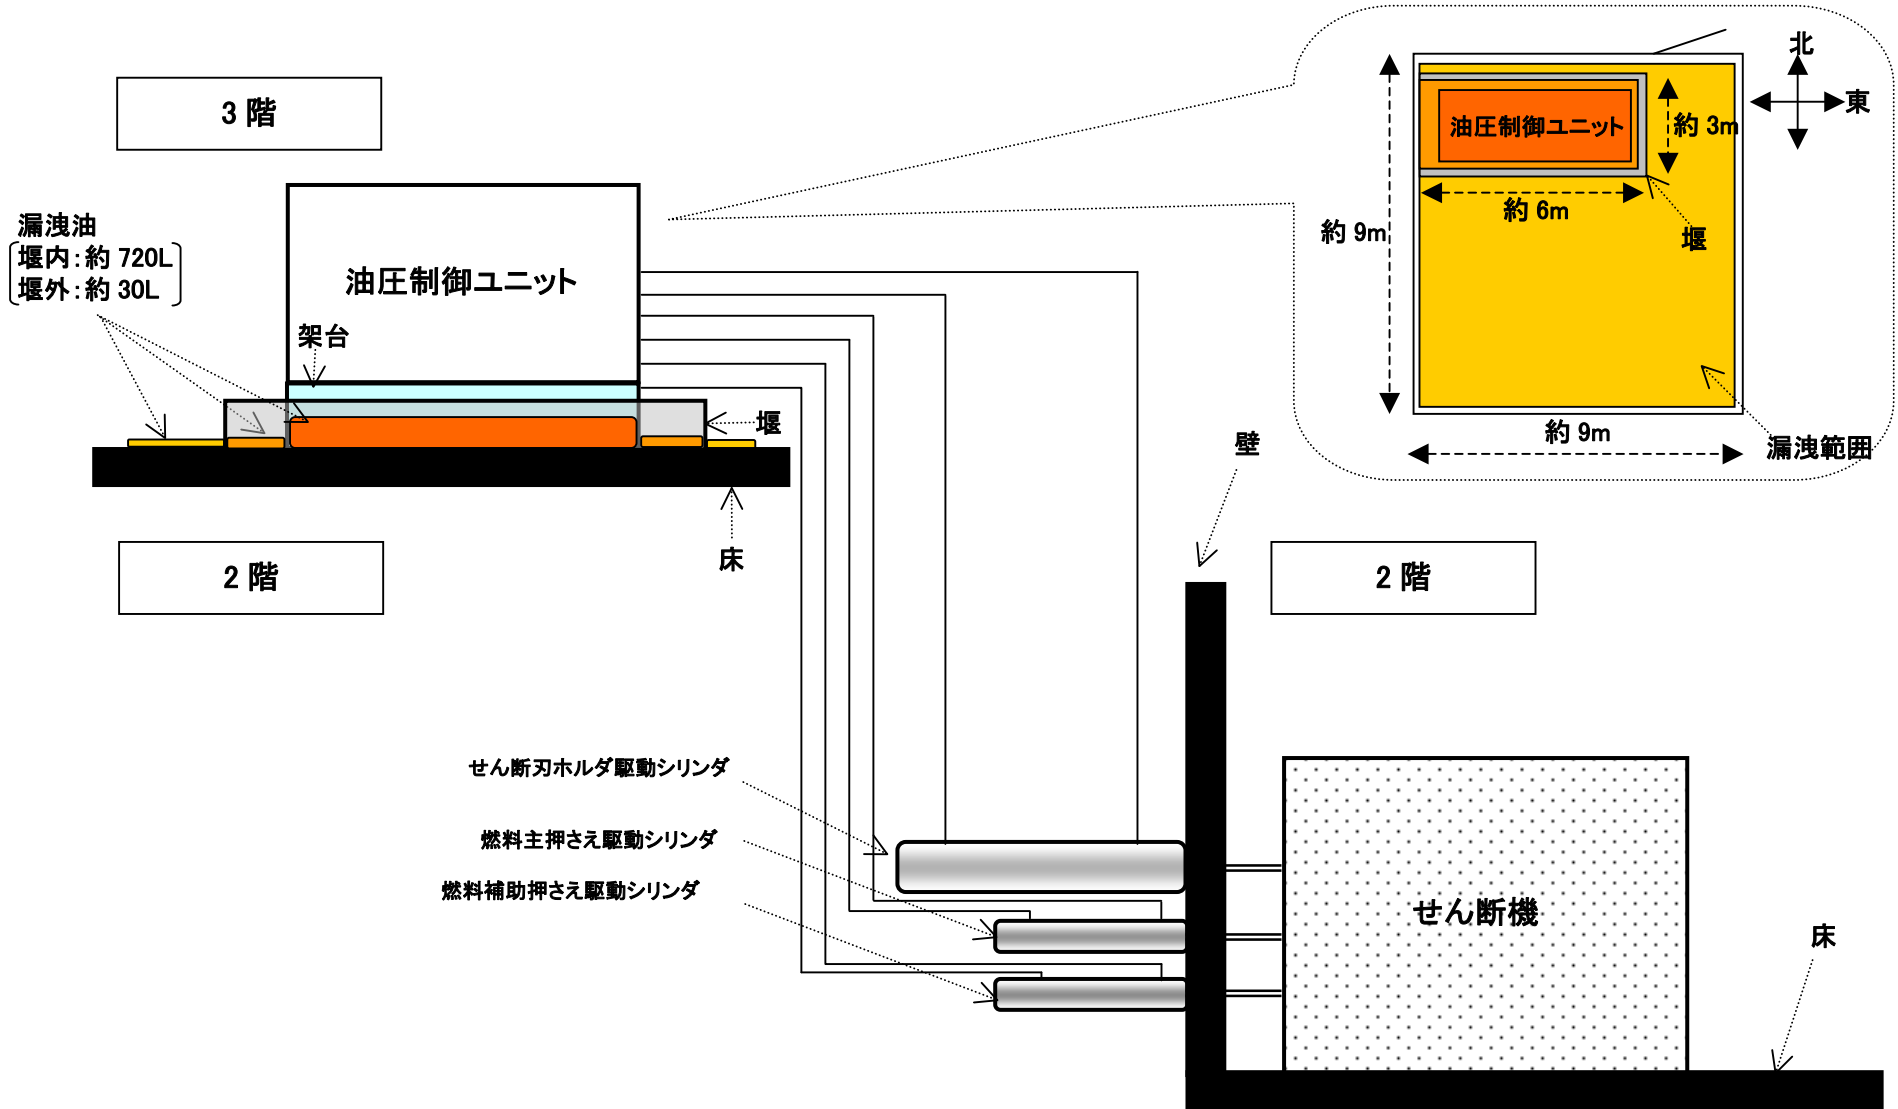 3 階
漏洩油
堰内：約 720L
堰外：約 30L
油圧制御ユニット
架台
堰
床
2 階
北
東
油圧制御ユニット
約 3m
約 6m
堰
約 9m
約 9m
漏洩範囲
壁
2 階
せん断刃ホルダ駆動シリンダ
燃料主押さえ駆動シリンダ
燃料補助押さえ駆動シリンダ
せん断機
床